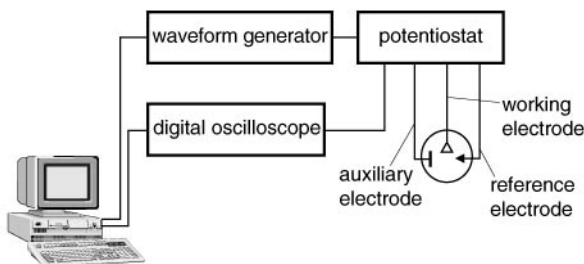 waveform generator
potentiostat
digital oscilloscope
working
electrode
auxiliary
electrode
reference
electrode